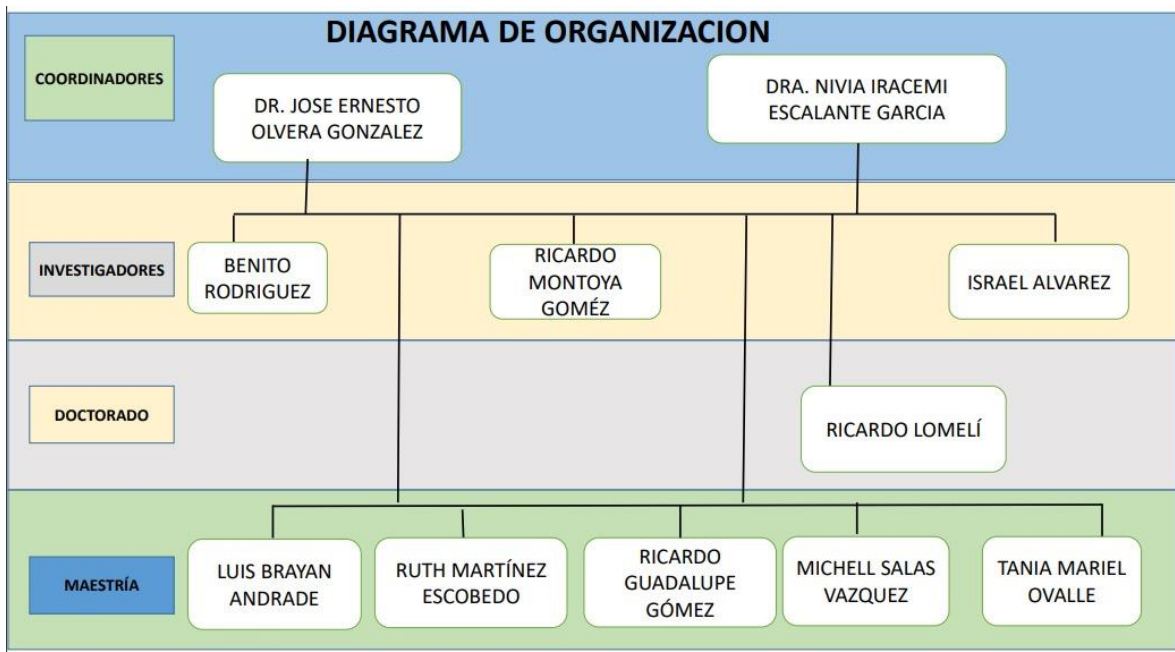 DIAGRAMA DE ORGANIZACION
COORDINADORES
DR. JOSE ERNESTO
OLVERA GONZALEZ
DRA. NIVIA IRACEMI
ESCALANTE GARCIA
INVESTIGADORES
BENITO
RODRIGUEZ
RICARDO
MONTOYA
GOMÉZ
ISRAEL ALVAREZ
DOCTORADO
RICARDO LOMELÍ
MAESTRÍA
LUIS BRAYAN
ANDRADE
RUTH MARTÍNEZ
ESCOBEDO
RICARDO
GUADALUPE
GÓMEZ
MICHELL SALAS
VAZQUEZ
TANIA MARIEL
OVALLE